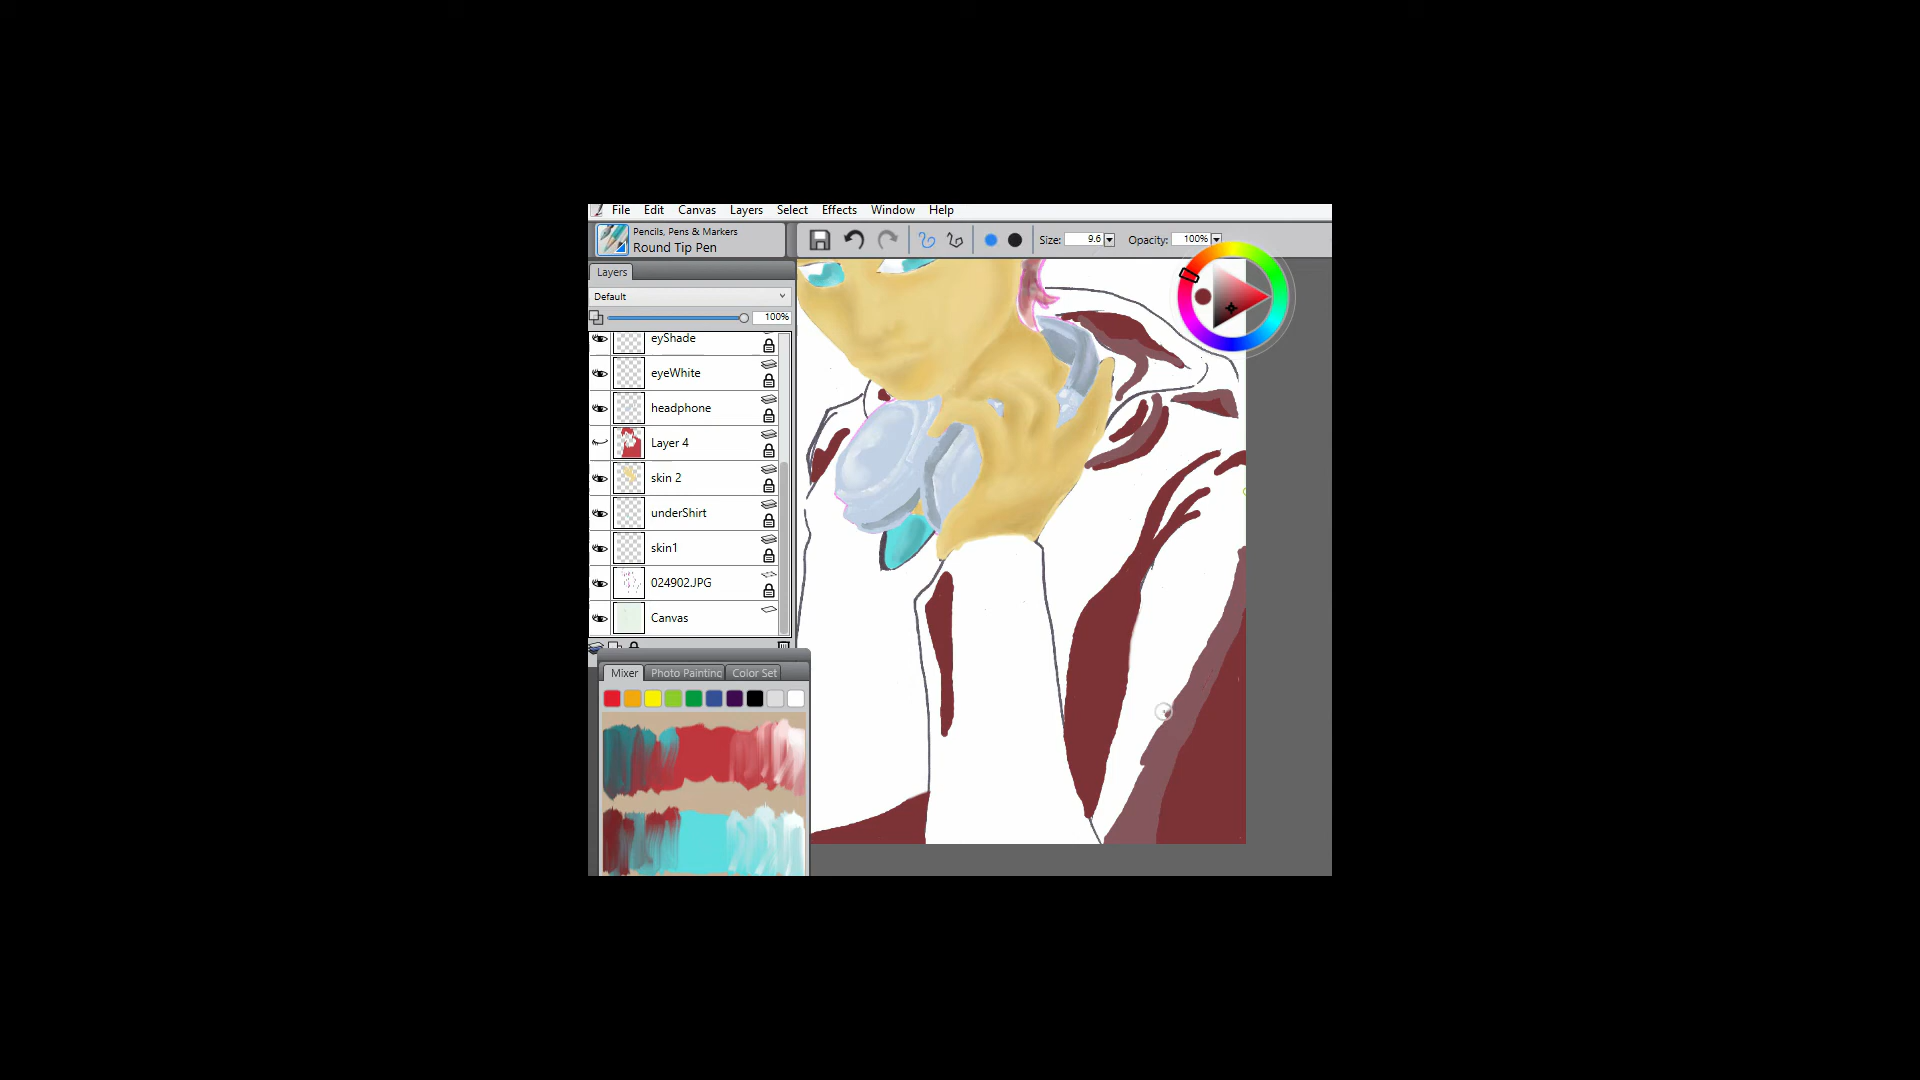 File Edit Canvas Layers Select Effects Window Help
Pencils, Pens & Markers
Round Tip Pen
Size: 9.6 Opacity: 100%
Layers
Default
100%
eyShade
eyeWhite
headphone
Layer 4
skin 2
underShirt
skin1
024902.JPG
Canvas
Mixer Photo Painting Color Set